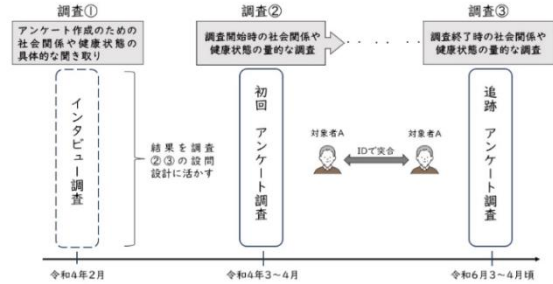 調査①
アンケート作成のための
社会関係や健康状態の
具体的な聞き取り
インタビュー調査
結果を調査
②③の設問
設計に活かす
令和4年2月
調査②
調査開始時の社会関係や
健康状態の量的な調査
初回 アンケート調査
令和4年3~4月
対象者A
IDで突合
対象者A
調査③
調査終了時の社会関係や
健康状態の量的な調査
追跡 アンケート調査
令和6月3~4月頃